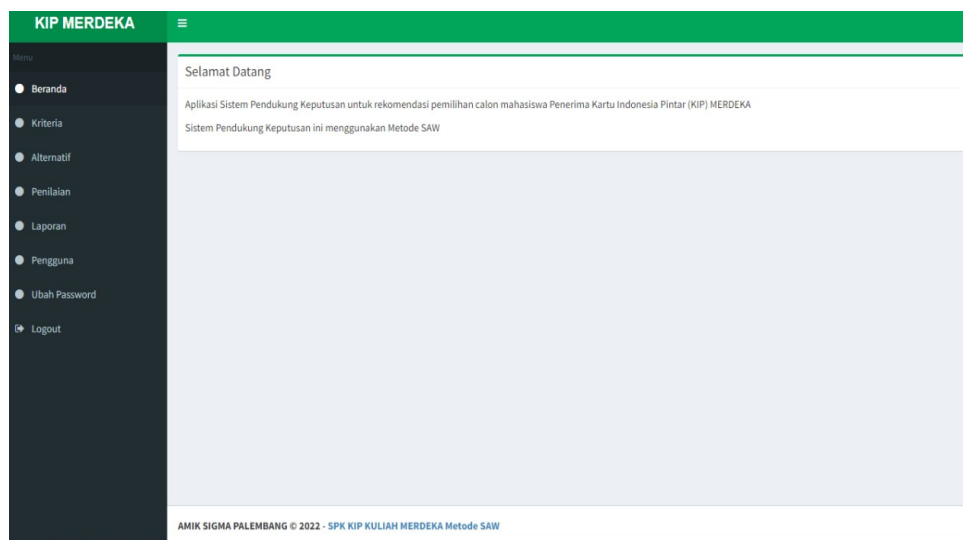 KIP MERDEKA
Menu
Beranda
Kriteria
Alternatif
Penilaian
Laporan
Pengguna
Ubah Password
Logout
Selamat Datang
Aplikasi Sistem Pendukung Keputusan untuk rekomendasi pemilihan calon mahasiswa Penerima Kartu Indonesia Pintar (KIP) MERDEKA
Sistem Pendukung Keputusan ini menggunakan Metode SAW
AMIK SIGMA PALEMBANG © 2022 - SPK KIP KULIAH MERDEKA Metode SAW